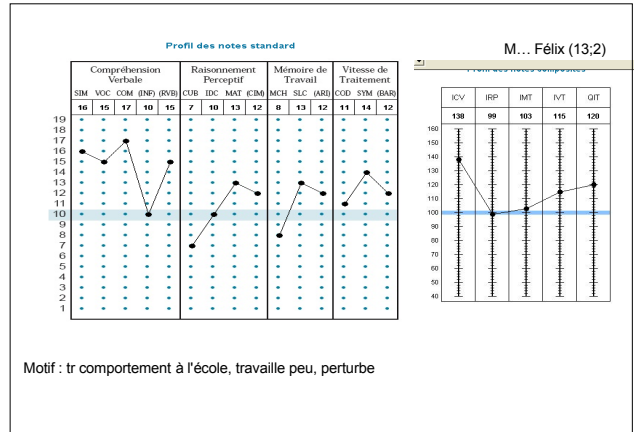 Profil des notes standard
M… Félix (13;2)
Compréhension Verbale
Raisonnement Perceptif
Mémoire de Travail
Vitesse de Traitement
SIM VOC COM (INF) (RVB) CUB IDC MAT (CIM) MCH SLC (ARI) COD SYM (BAR)
16 15 17 10 15 7 10 13 12 8 13 12 11 14 12
19
18
17
16
15
14
13
12
11
10
9
8
7
6
5
4
3
2
1
Profil des notes composites
ICV IRP IMT IVT QIT
138 99 103 115 120
160
150
140
130
120
110
100
90
80
70
60
50
40
Motif : tr comportement à l'école, travaille peu, perturbe